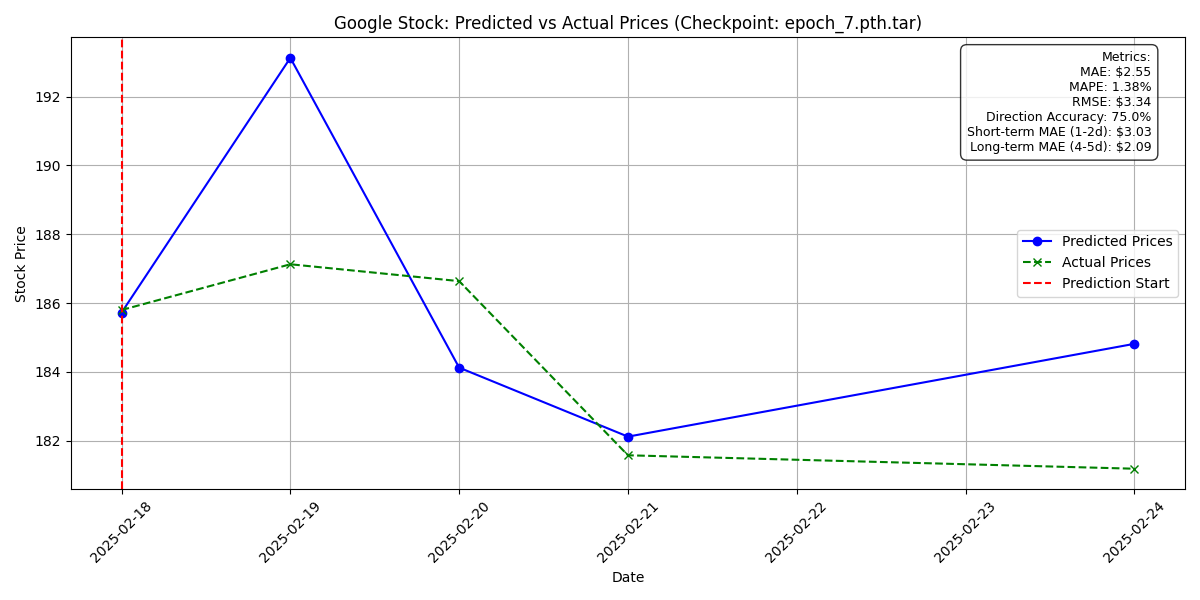 Google Stock: Predicted vs Actual Prices (Checkpoint: epoch_7.pth.tar)
Metrics:
MAE: $2.55
MAPE: 1.38%
RMSE: $3.34
Direction Accuracy: 75.0%
Short-term MAE (1-2d): $3.03
Long-term MAE (4-5d): $2.09
Predicted Prices
Actual Prices
Prediction Start
Stock Price
192
190
188
186
184
182
2025-02-18
2025-02-19
2025-02-20
2025-02-21
2025-02-22
2025-02-23
2025-02-24
Date